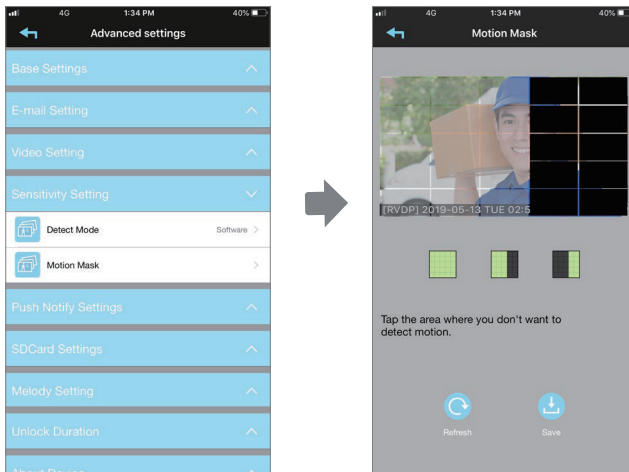 4G 1:34 PM 40%
Advanced settings
Base Settings
E-mail Setting
Video Setting
Sensitivity Setting
Detect Mode Software
Motion Mask
Push Notify Settings
SDCard Settings
Melody Setting
Unlock Duration
About Device
4G 1:34 PM 40%
Motion Mask
[RVDP] 2019-05-13 TUE 02:5
Tap the area where you don't want to
detect motion.
Refresh Save